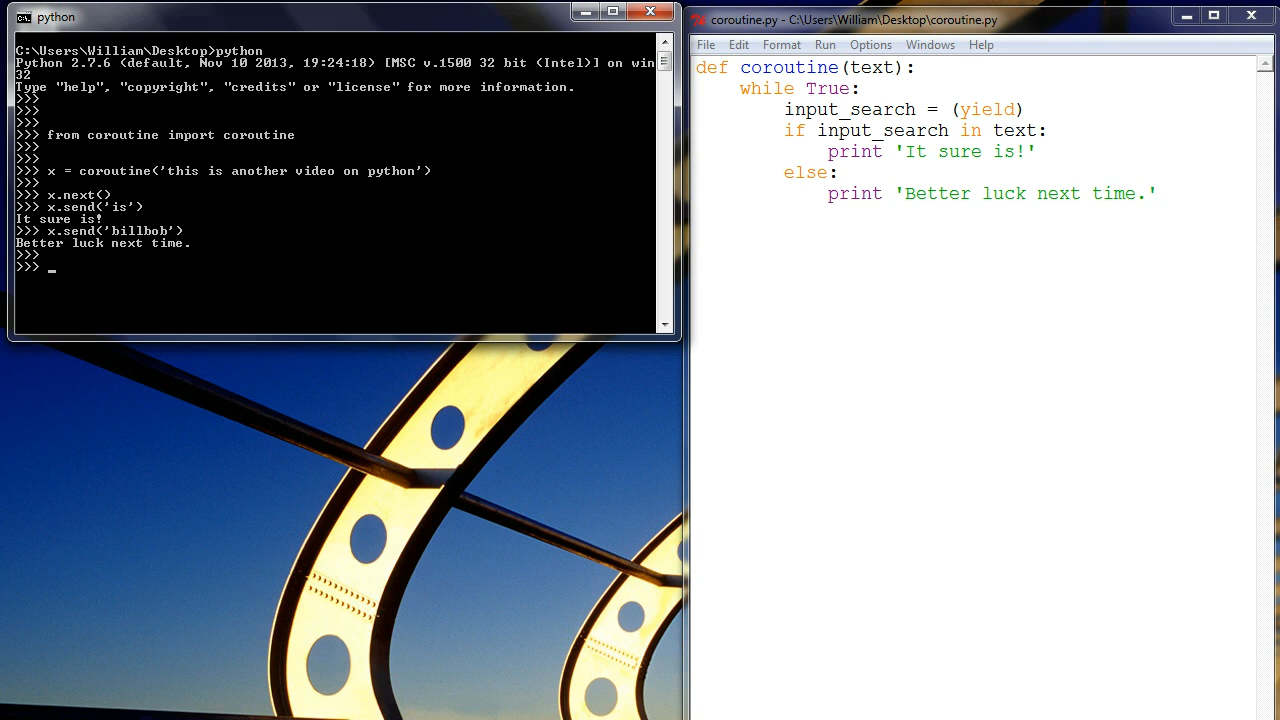 python
C:\Users\William\Desktop>python
Python 2.7.6 (default, Nov 10 2013, 19:24:18) [MSC v.1500 32 bit (Intel)] on win
32
Type "help", "copyright", "credits" or "license" for more information.
>>>
>>>
>>>
>>> from coroutine import coroutine
>>>
>>>
>>> x = coroutine('this is another video on python')
>>>
>>> x.next()
>>> x.send('is')
It sure is!
>>> x.send('billbob')
Better luck next time.
>>>
>>> _
coroutine.py - C:\Users\William\Desktop\coroutine.py
File Edit Format Run Options Windows Help
def coroutine(text):
    while True:
        input_search = (yield)
        if input_search in text:
            print 'It sure is!'
        else:
            print 'Better luck next time.'